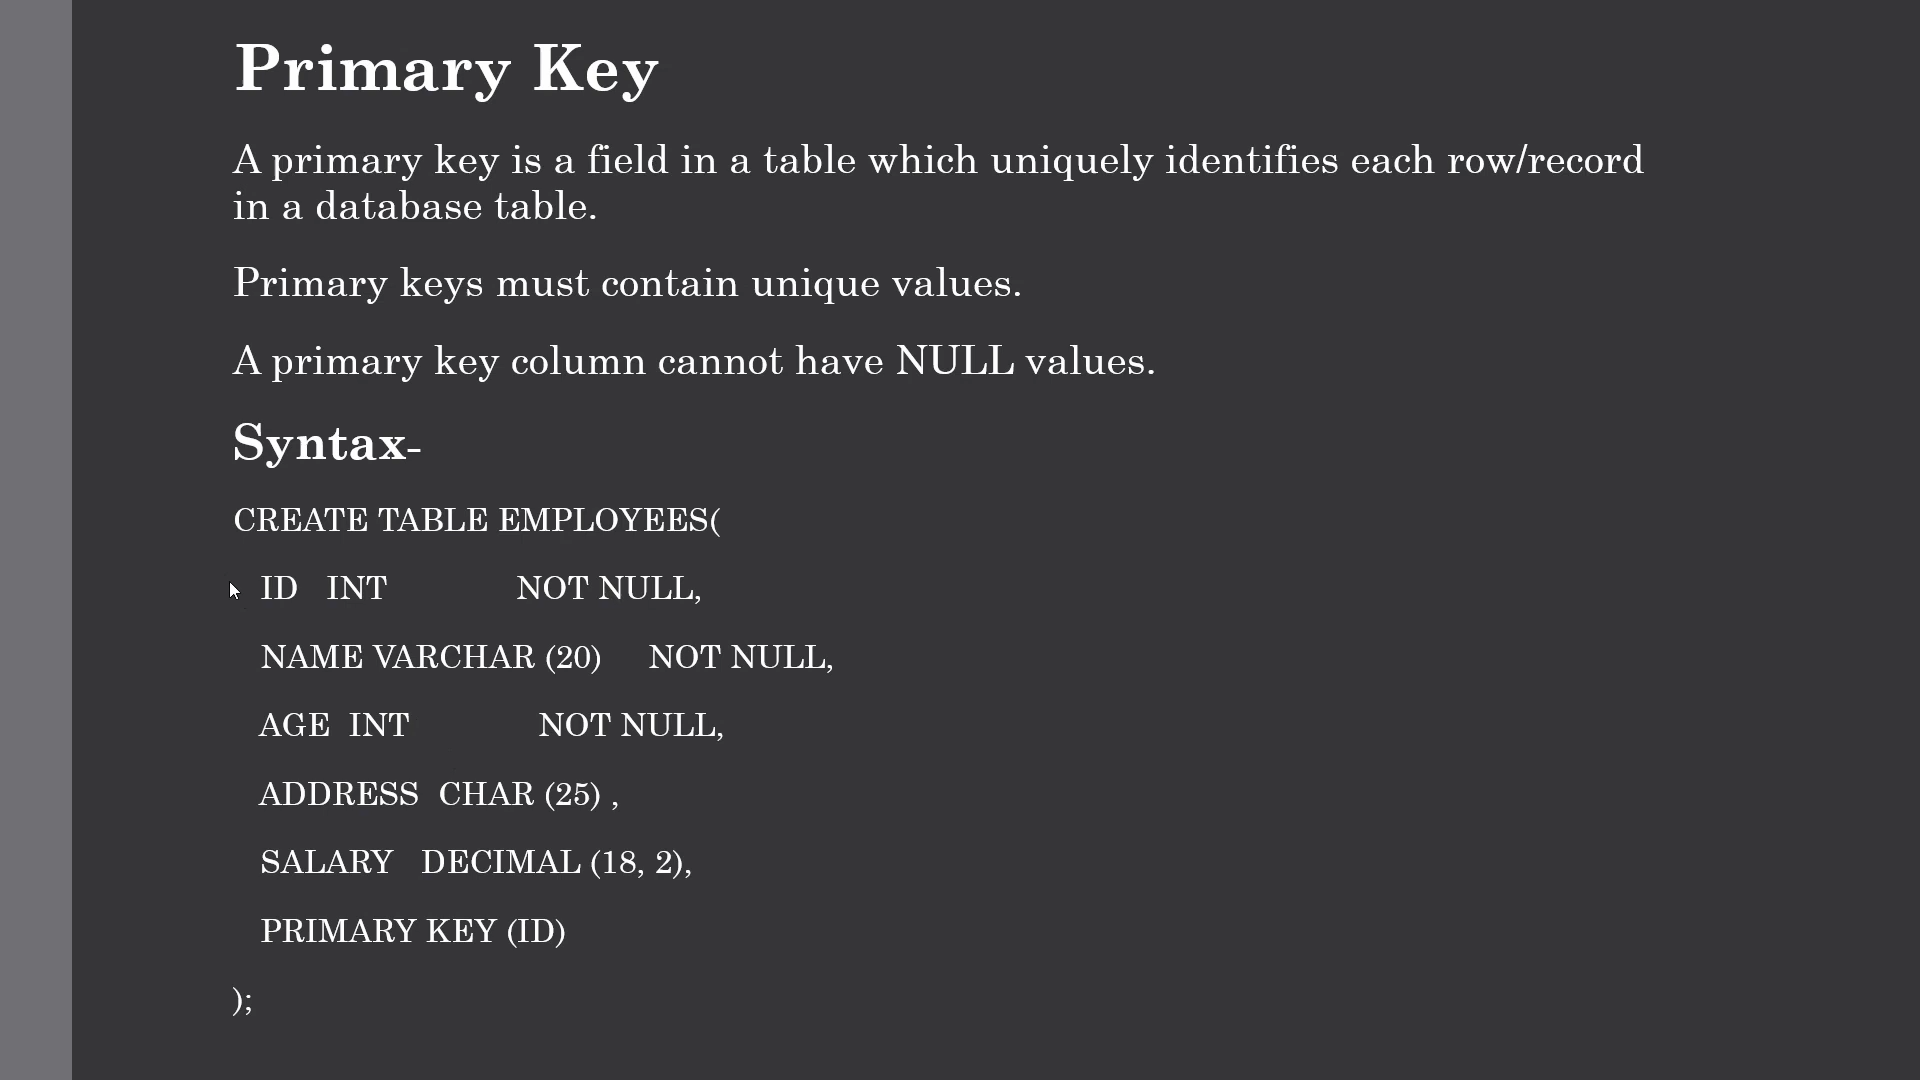 Primary Key
A primary key is a field in a table which uniquely identifies each row/record
in a database table.
Primary keys must contain unique values.
A primary key column cannot have NULL values.
Syntax-
CREATE TABLE EMPLOYEES(
ID INT NOT NULL,
NAME VARCHAR (20) NOT NULL,
AGE INT NOT NULL,
ADDRESS CHAR (25) ,
SALARY DECIMAL (18, 2),
PRIMARY KEY (ID)
);